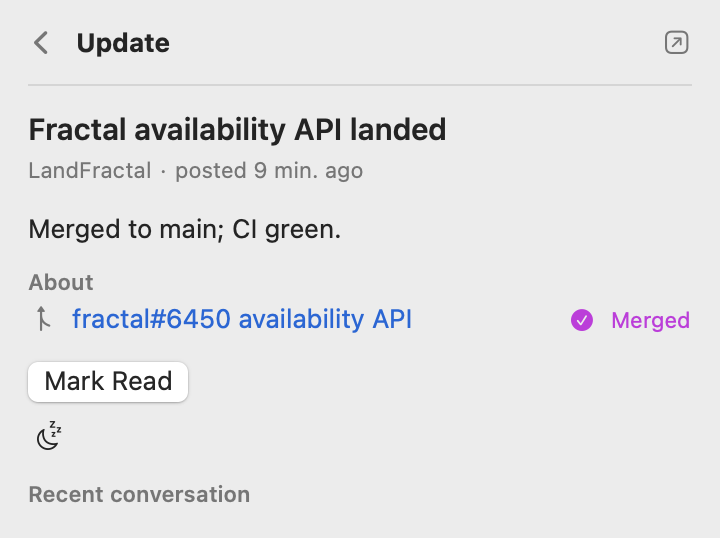 Update
Fractal availability API landed
LandFractal · posted 9 min. ago
Merged to main; CI green.
About
fractal#6450 availability API
Merged
Mark Read
zzz
Recent conversation